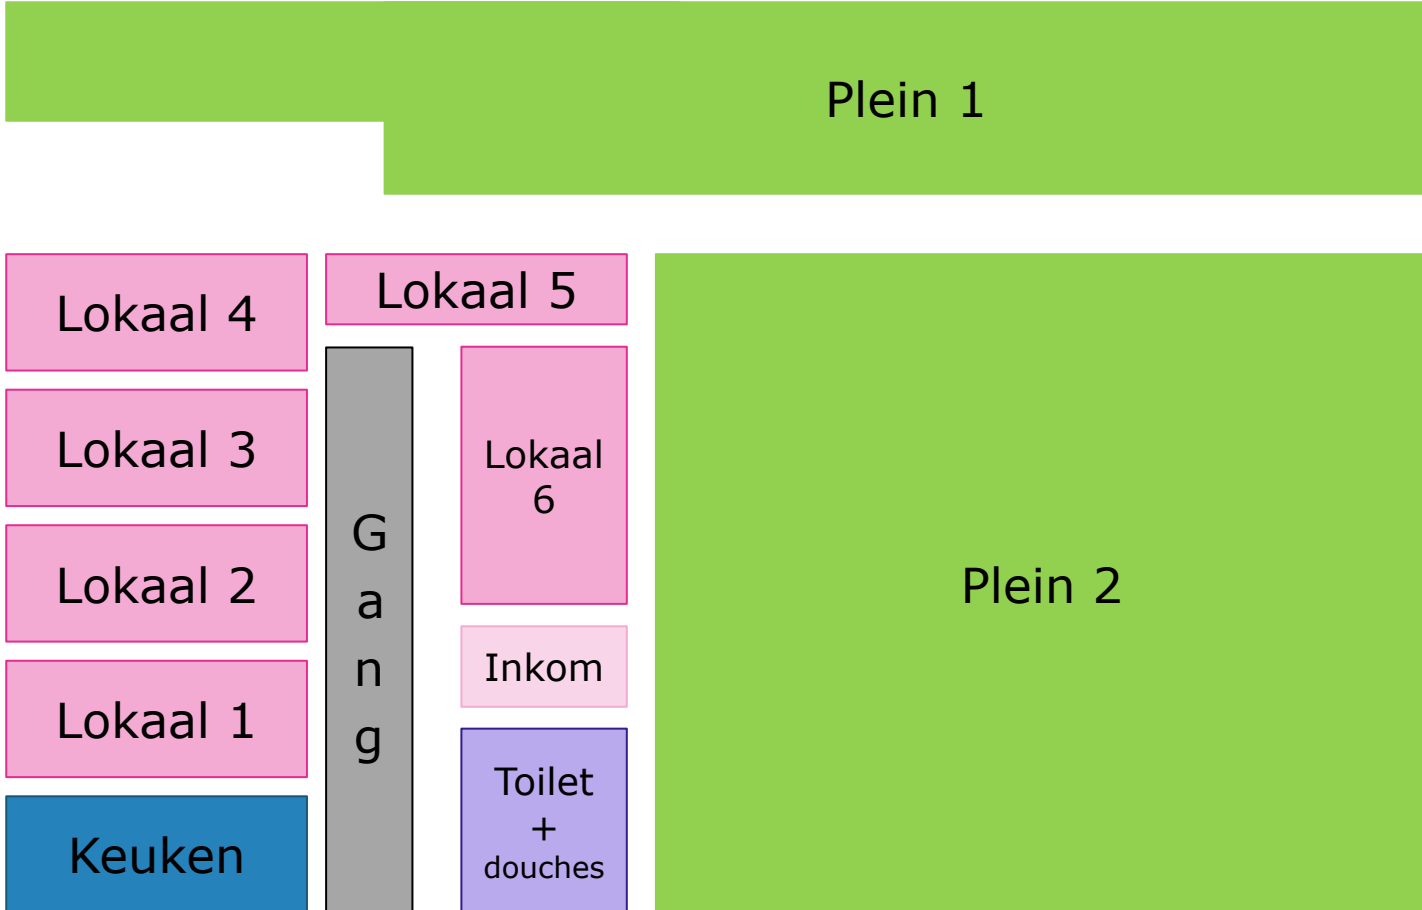 Plein 1
Lokaal 4
Lokaal 5
Lokaal 3
Lokaal
6
G
a
n
g
Lokaal 2
Plein 2
Inkom
Lokaal 1
Toilet
+
douches
Keuken